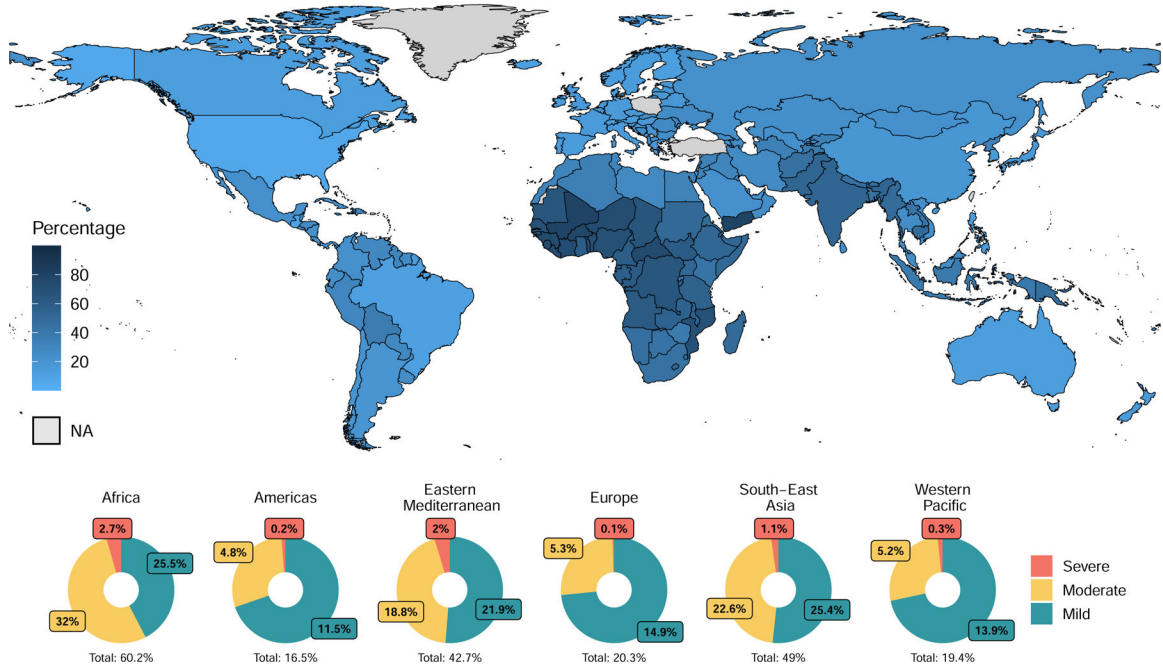 Percentage
80
60
40
20
NA
Africa
Americas
Eastern
Mediterranean
Europe
South–East
Asia
Western
Pacific
2.7%
25.5%
32%
Total: 60.2%
0.2%
4.8%
11.5%
Total: 16.5%
2%
18.8%
21.9%
Total: 42.7%
0.1%
5.3%
14.9%
Total: 20.3%
1.1%
22.6%
25.4%
Total: 49%
0.3%
5.2%
13.9%
Total: 19.4%
Severe
Moderate
Mild